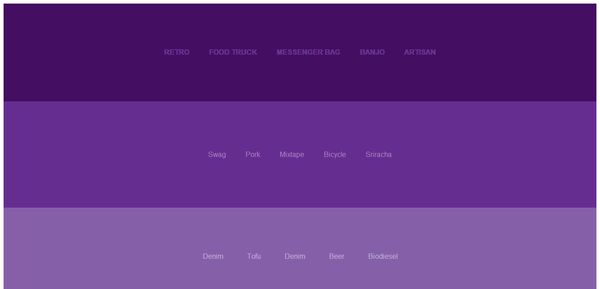 RETRO FOOD TRUCK MESSENGER BAG BANJO ARTISAN
Swag Pork Mixtape Bicycle Sriracha
Denim Tofu Denim Beer Biodiesel